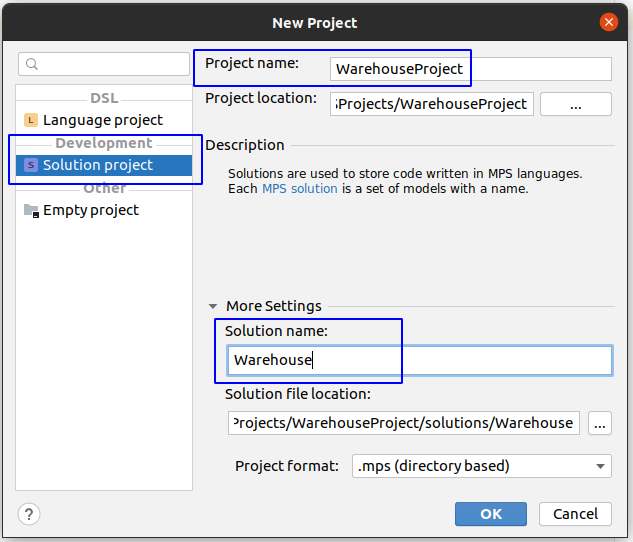 New Project
Project name:
WarehouseProject
Project location:
Projects/WarehouseProject
...
DSL
L
Language project
Development
S
Solution project
Other
Empty project
Description
Solutions are used to store code written in MPS languages.
Each MPS solution is a set of models with a name.
More Settings
Solution name:
Warehouse
Solution file location:
Projects/WarehouseProject/solutions/Warehouse
...
Project format:
.mps (directory based)
?
OK
Cancel